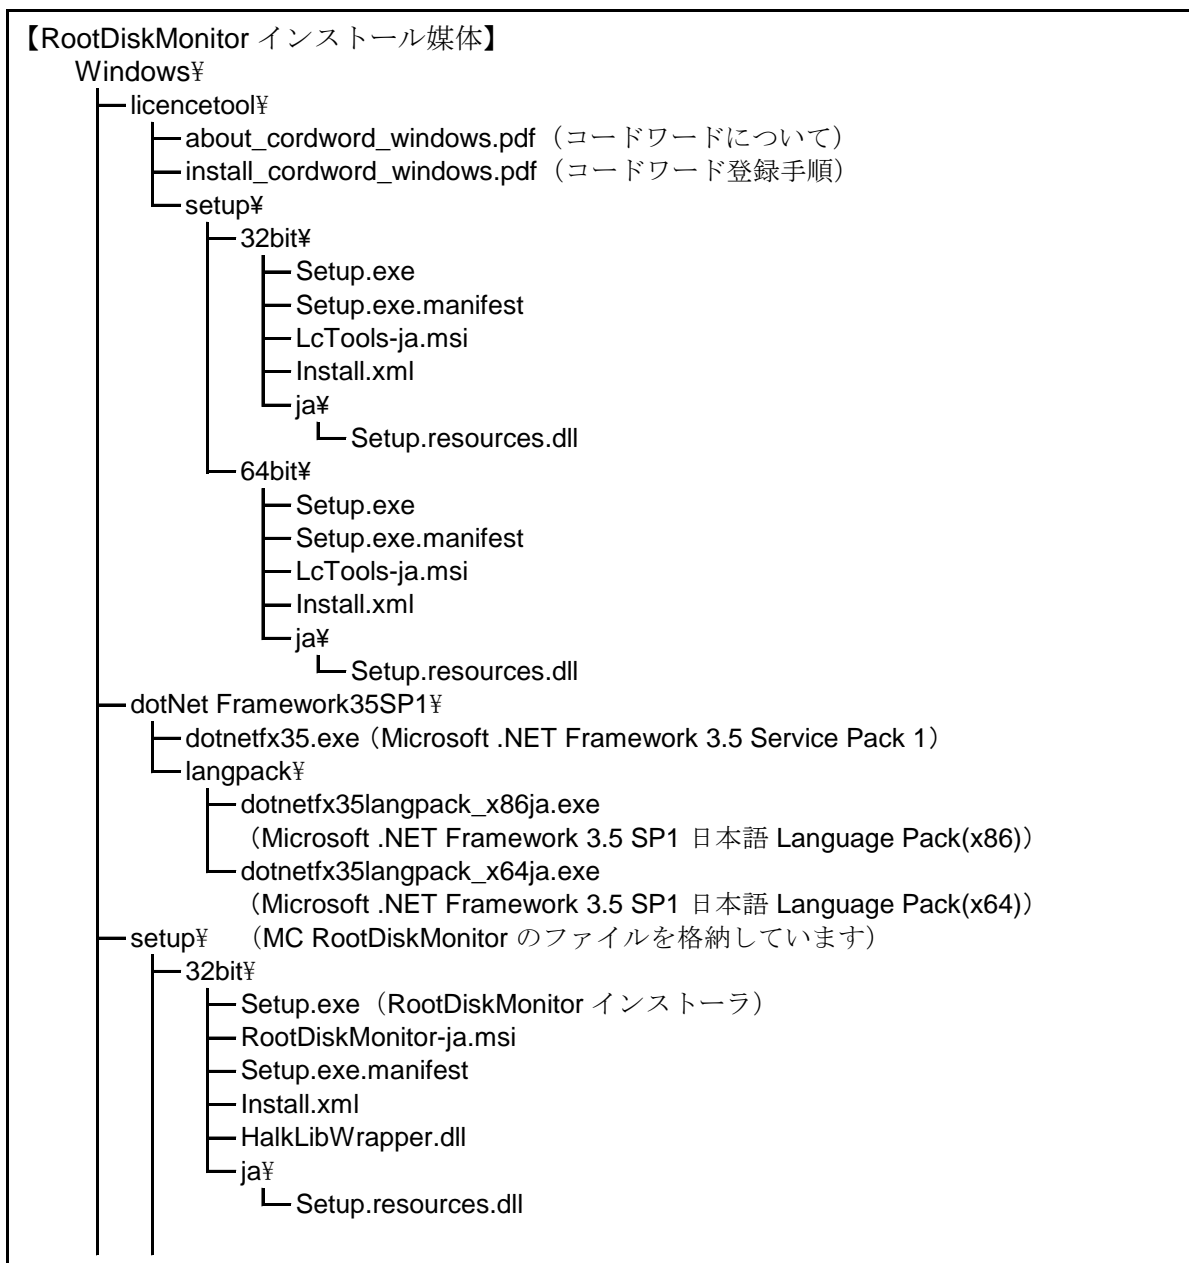 【RootDiskMonitor インストール媒体】
Windows¥
licencetool¥
about_cordword_windows.pdf（コードワードについて）
install_cordword_windows.pdf（コードワード登録手順）
setup¥
32bit¥
Setup.exe
Setup.exe.manifest
LcTools-ja.msi
Install.xml
ja¥
Setup.resources.dll
64bit¥
Setup.exe
Setup.exe.manifest
LcTools-ja.msi
Install.xml
ja¥
Setup.resources.dll
dotNet Framework35SP1¥
dotnetfx35.exe（Microsoft .NET Framework 3.5 Service Pack 1）
langpack¥
dotnetfx35langpack_x86ja.exe
（Microsoft .NET Framework 3.5 SP1 日本語 Language Pack(x86)）
dotnetfx35langpack_x64ja.exe
（Microsoft .NET Framework 3.5 SP1 日本語 Language Pack(x64)）
setup¥ （MC RootDiskMonitor のファイルを格納しています）
32bit¥
Setup.exe（RootDiskMonitor インストーラ）
RootDiskMonitor-ja.msi
Setup.exe.manifest
Install.xml
HalkLibWrapper.dll
ja¥
Setup.resources.dll